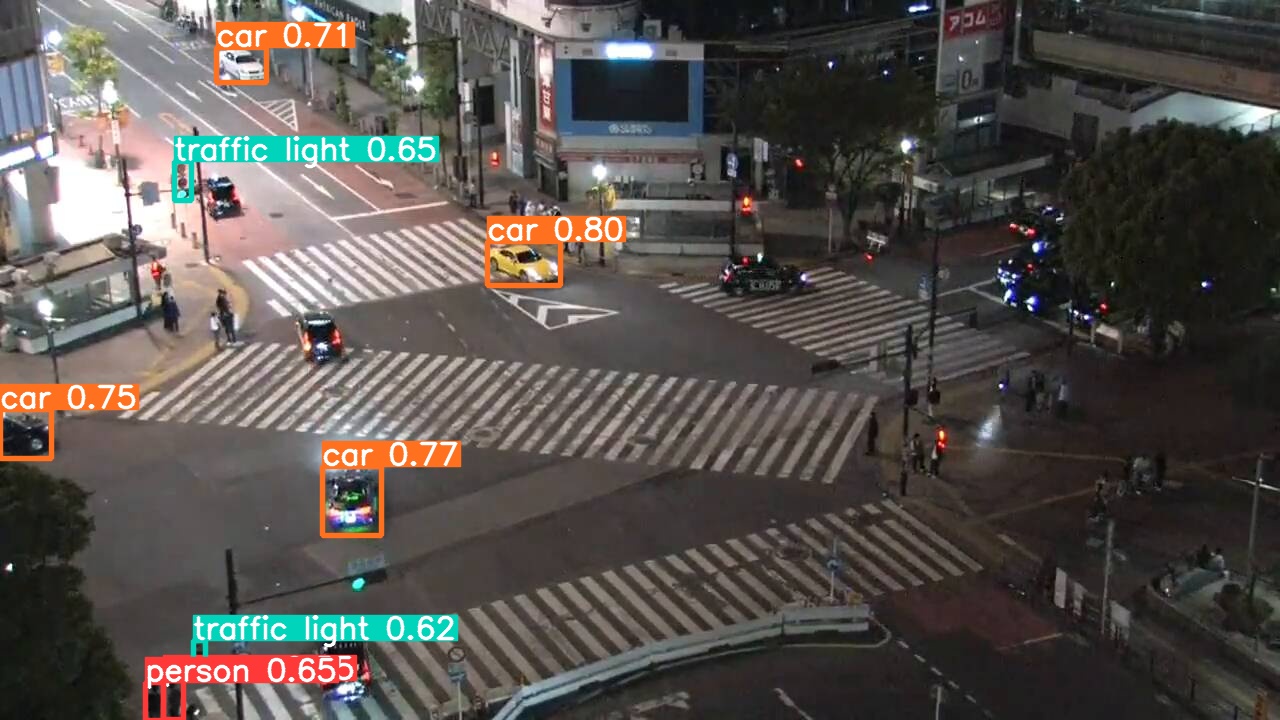 car 0.71
アコム
traffic light 0.65
car 0.80
car 0.75
car 0.77
traffic light 0.62
person 0.655